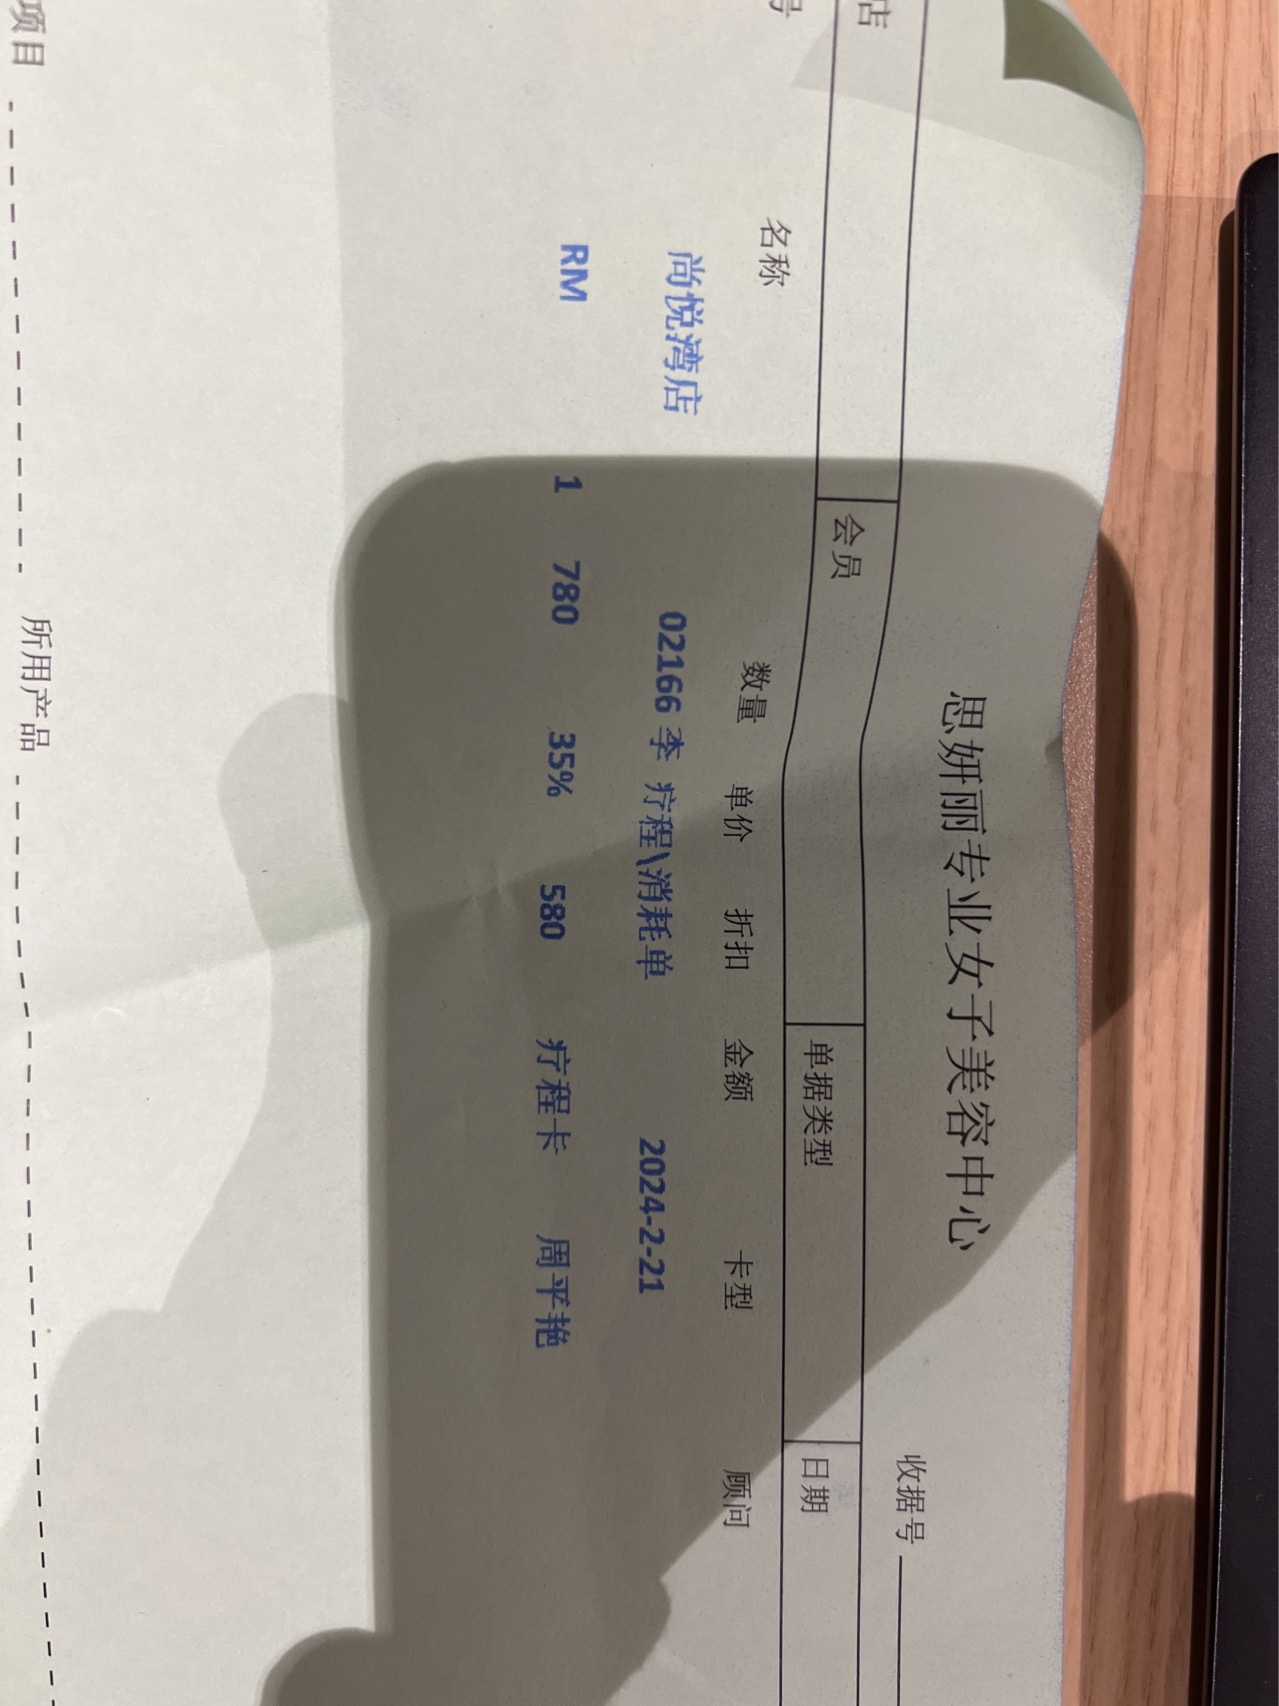 思妍丽专业女子美容中心
收据号
店 会员 单据类型 日期
号 名称 数量 单价 折扣 金额 卡型 顾问
尚悦湾店 02166 李 疗程\消耗单 2024-2-21
RM 1 780 35% 580 疗程卡 周平艳
项目 所用产品